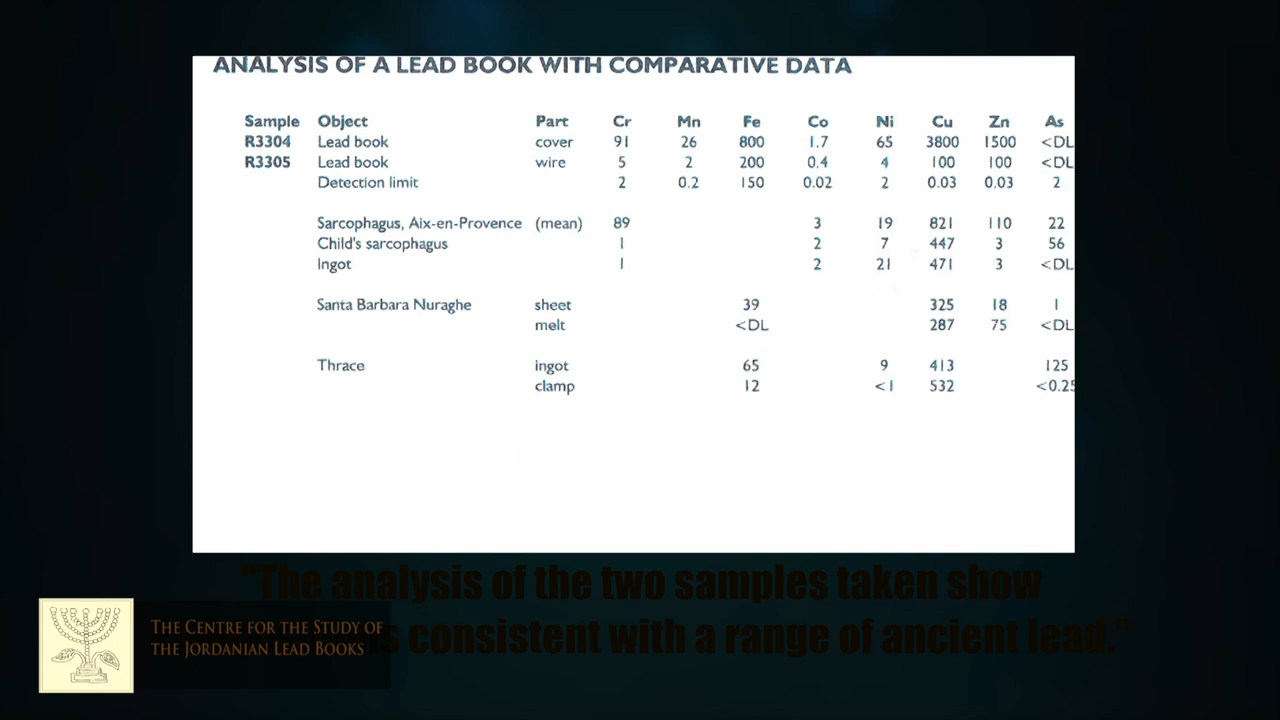 ANALYSIS OF A LEAD BOOK WITH COMPARATIVE DATA
Sample Object Part Cr Mn Fe Co Ni Cu Zn As
R3304 Lead book cover 91 26 800 1.7 65 3800 1500 <DL
R3305 Lead book wire 5 2 200 0.4 4 100 100 <DL
Detection limit 2 0.2 150 0.02 2 0.03 0.03 2
Sarcophagus, Aix-en-Provence (mean) 89 3 19 821 110 22
Child's sarcophagus 1 2 7 447 3 56
Ingot 1 2 21 471 3 <DL
Santa Barbara Nuraghe sheet 39 325 18 1
melt <DL 287 75 <DL
Thrace ingot 65 9 413 125
clamp 12 <1 532 <0.25
"The analysis of the two samples taken show
consistent with a range of ancient lead."
THE CENTRE FOR THE STUDY OF
THE JORDANIAN LEAD BOOKS